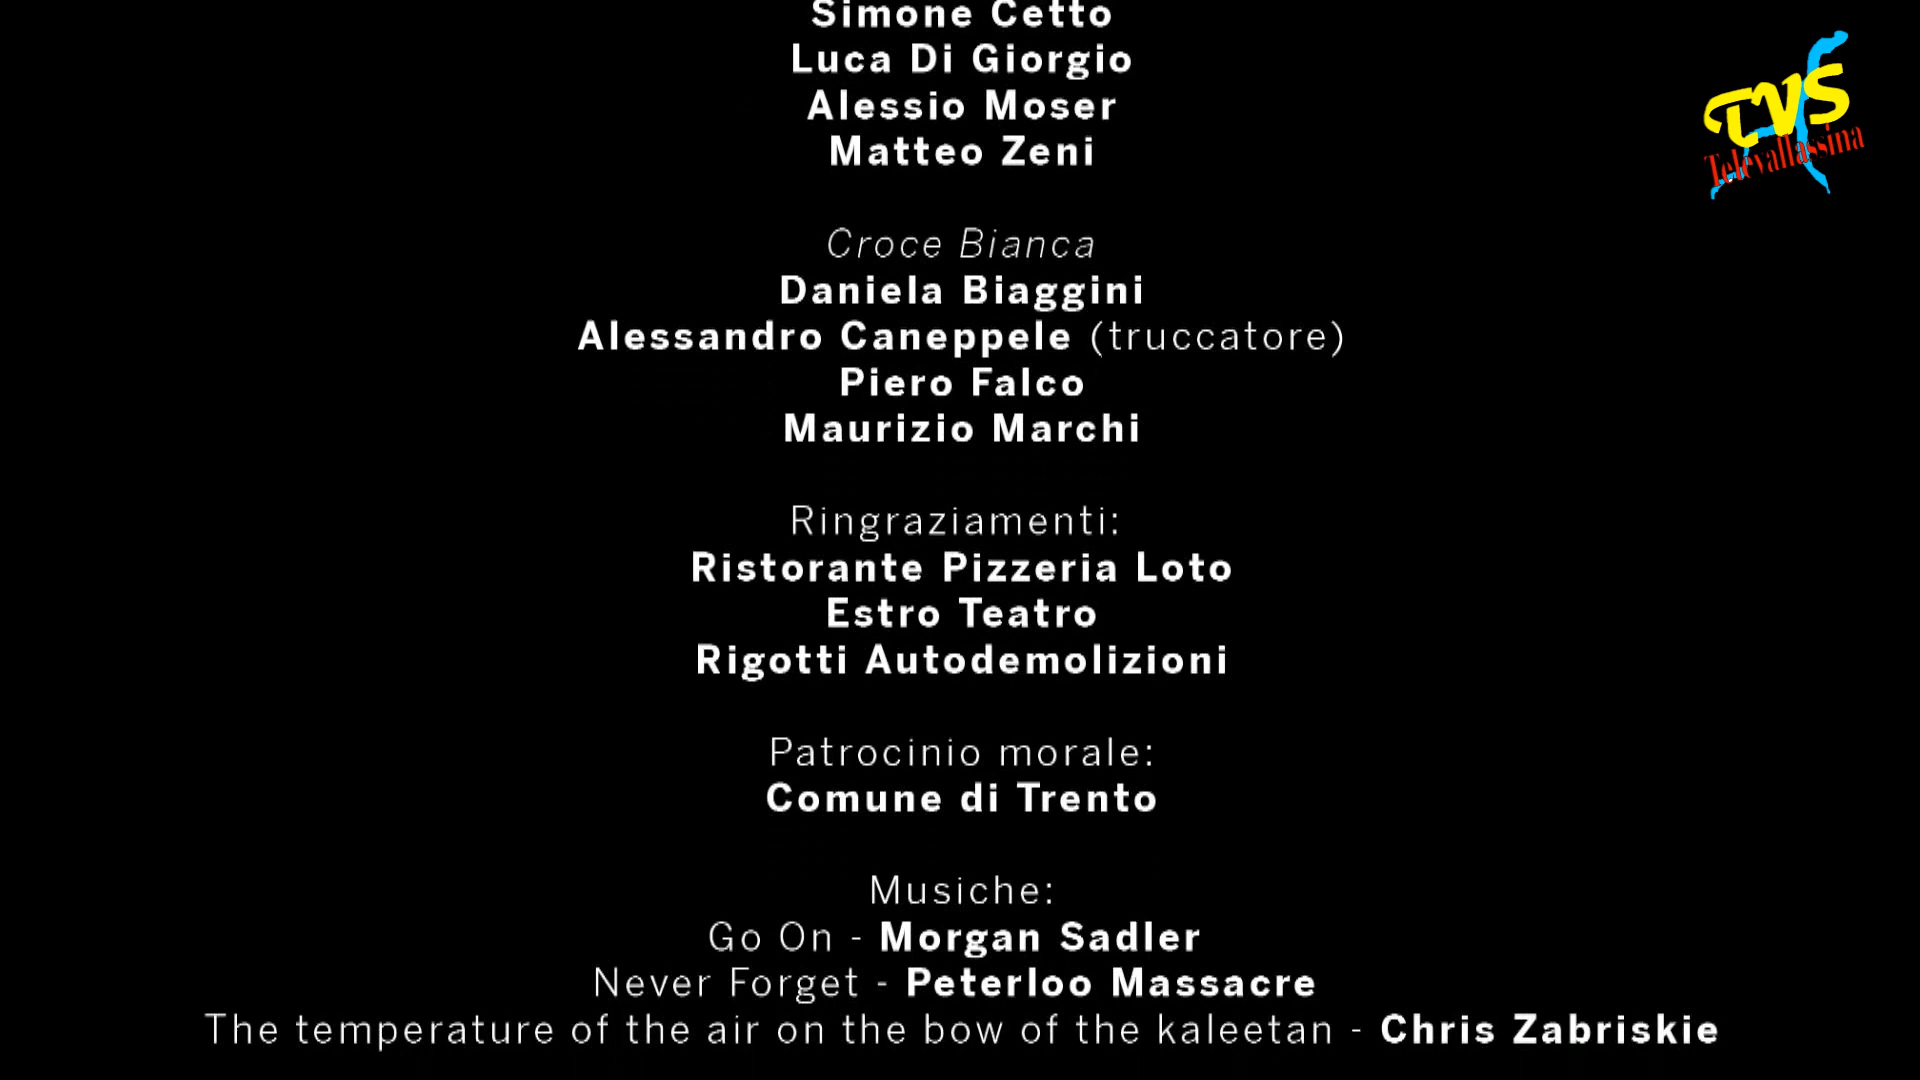 Simone Cetto
Luca Di Giorgio
Alessio Moser
Matteo Zeni
Croce Bianca
Daniela Biaggini
Alessandro Caneppele (truccatore)
Piero Falco
Maurizio Marchi
Ringraziamenti:
Ristorante Pizzeria Loto
Estro Teatro
Rigotti Autodemolizioni
Patrocinio morale:
Comune di Trento
Musiche:
Go On - Morgan Sadler
Never Forget - Peterloo Massacre
The temperature of the air on the bow of the kaleetan - Chris Zabriskie
TVS
Televallassina